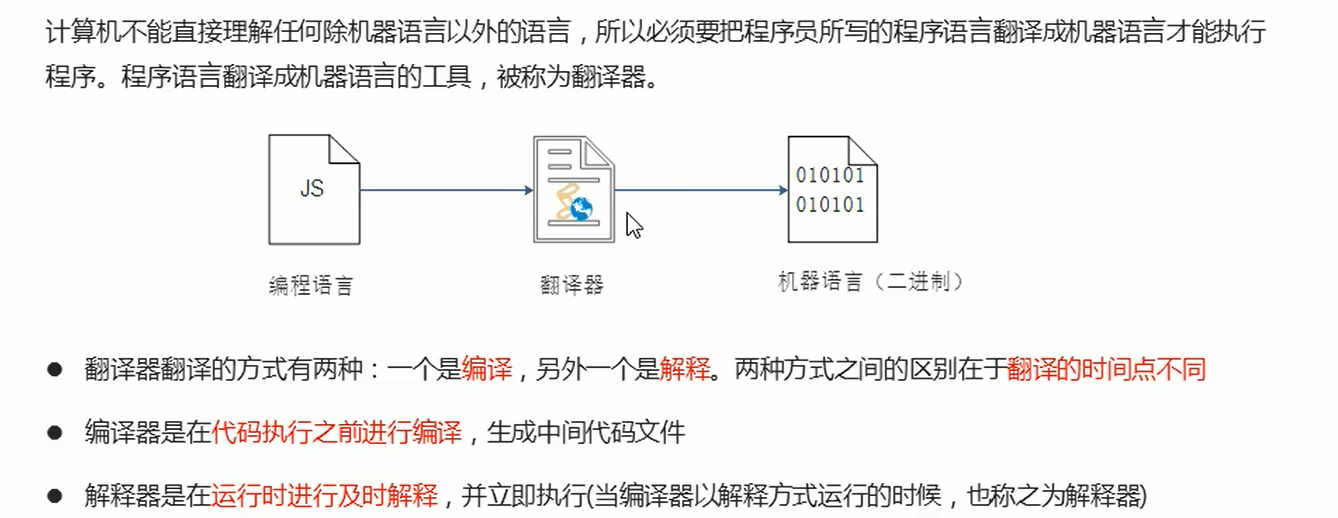 计算机不能直接理解任何除机器语言以外的语言，所以必须要把程序员所写的程序语言翻译成机器语言才能执行
程序。程序语言翻译成机器语言的工具，被称为翻译器。
JS
010101
010101
编程语言
翻译器
机器语言（二进制）
● 翻译器翻译的方式有两种：一个是编译，另外一个是解释。两种方式之间的区别在于翻译的时间点不同
● 编译器是在代码执行之前进行编译，生成中间代码文件
● 解释器是在运行时进行及时解释，并立即执行(当编译器以解释方式运行的时候，也称之为解释器)